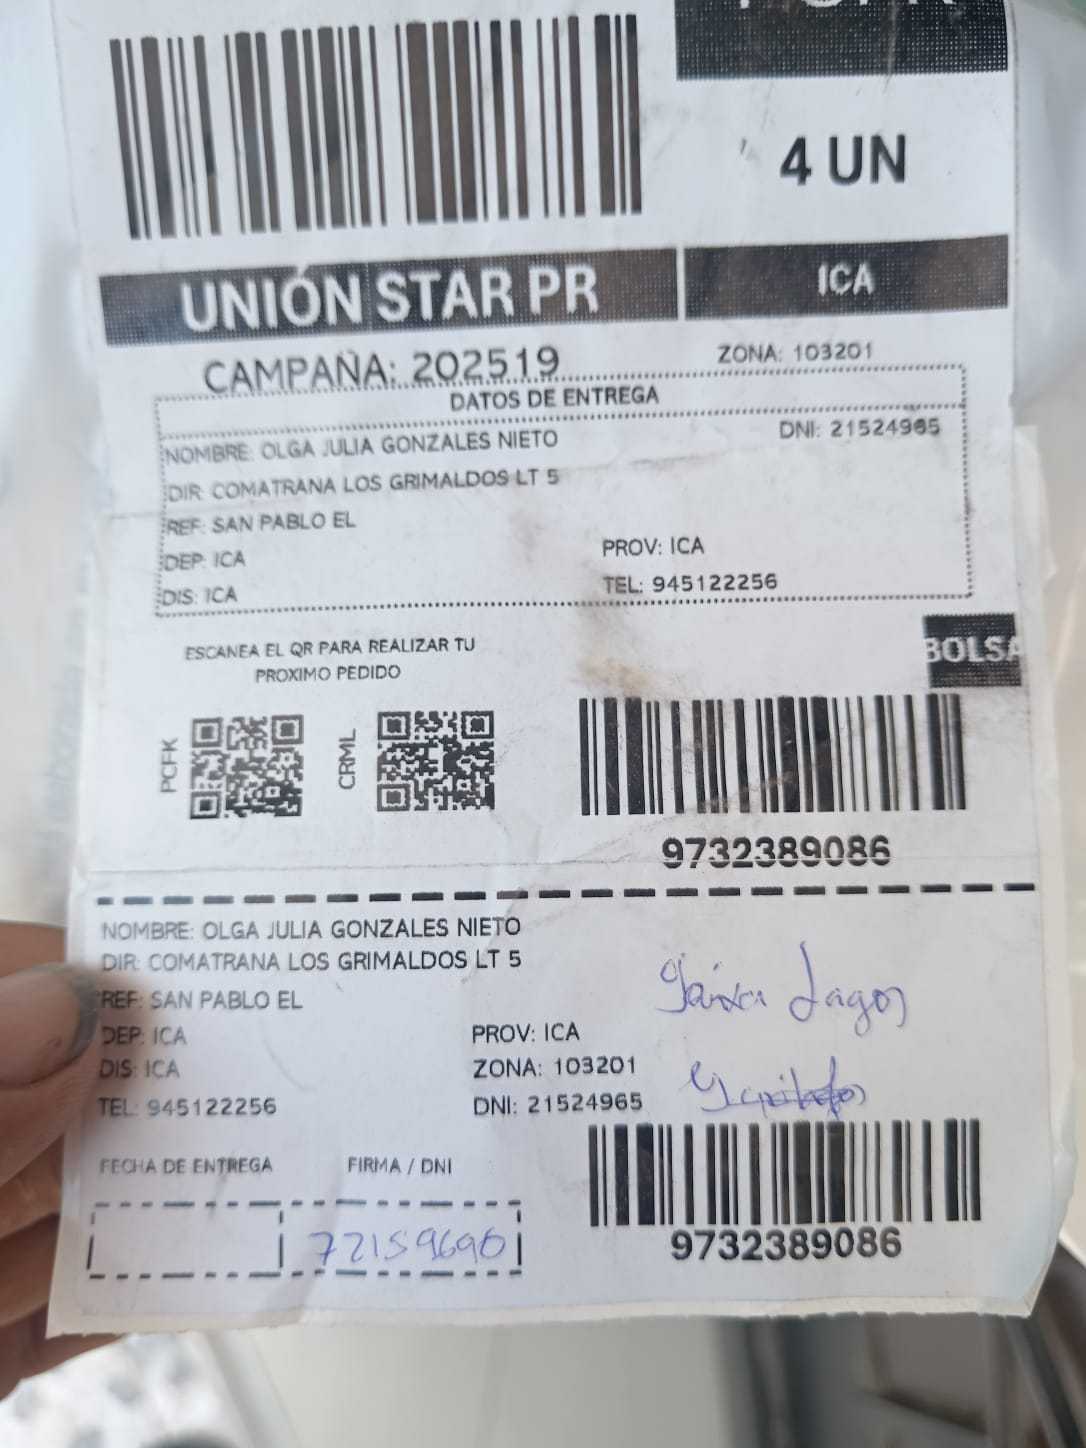 4 UN
UNIÓN STAR PR
ICA
CAMPAÑA: 202519
ZONA: 103201
DATOS DE ENTREGA
NOMBRE: OLGA JULIA GONZALES NIETO
DNI: 21524965
DIR: COMATRANA LOS GRIMALDOS LT 5
REF: SAN PABLO EL
DEP: ICA
PROV: ICA
DIS: ICA
TEL: 945122256
ESCANEA EL QR PARA REALIZAR TU
PROXIMO PEDIDO
BOLSA
PCFK
CRML
9732389086
NOMBRE: OLGA JULIA GONZALES NIETO
DIR: COMATRANA LOS GRIMALDOS LT 5
REF: SAN PABLO EL
DEP: ICA
PROV: ICA
DIS: ICA
ZONA: 103201
TEL: 945122256
DNI: 21524965
Lagos
FECHA DE ENTREGA
FIRMA / DNI
72159690
9732389086